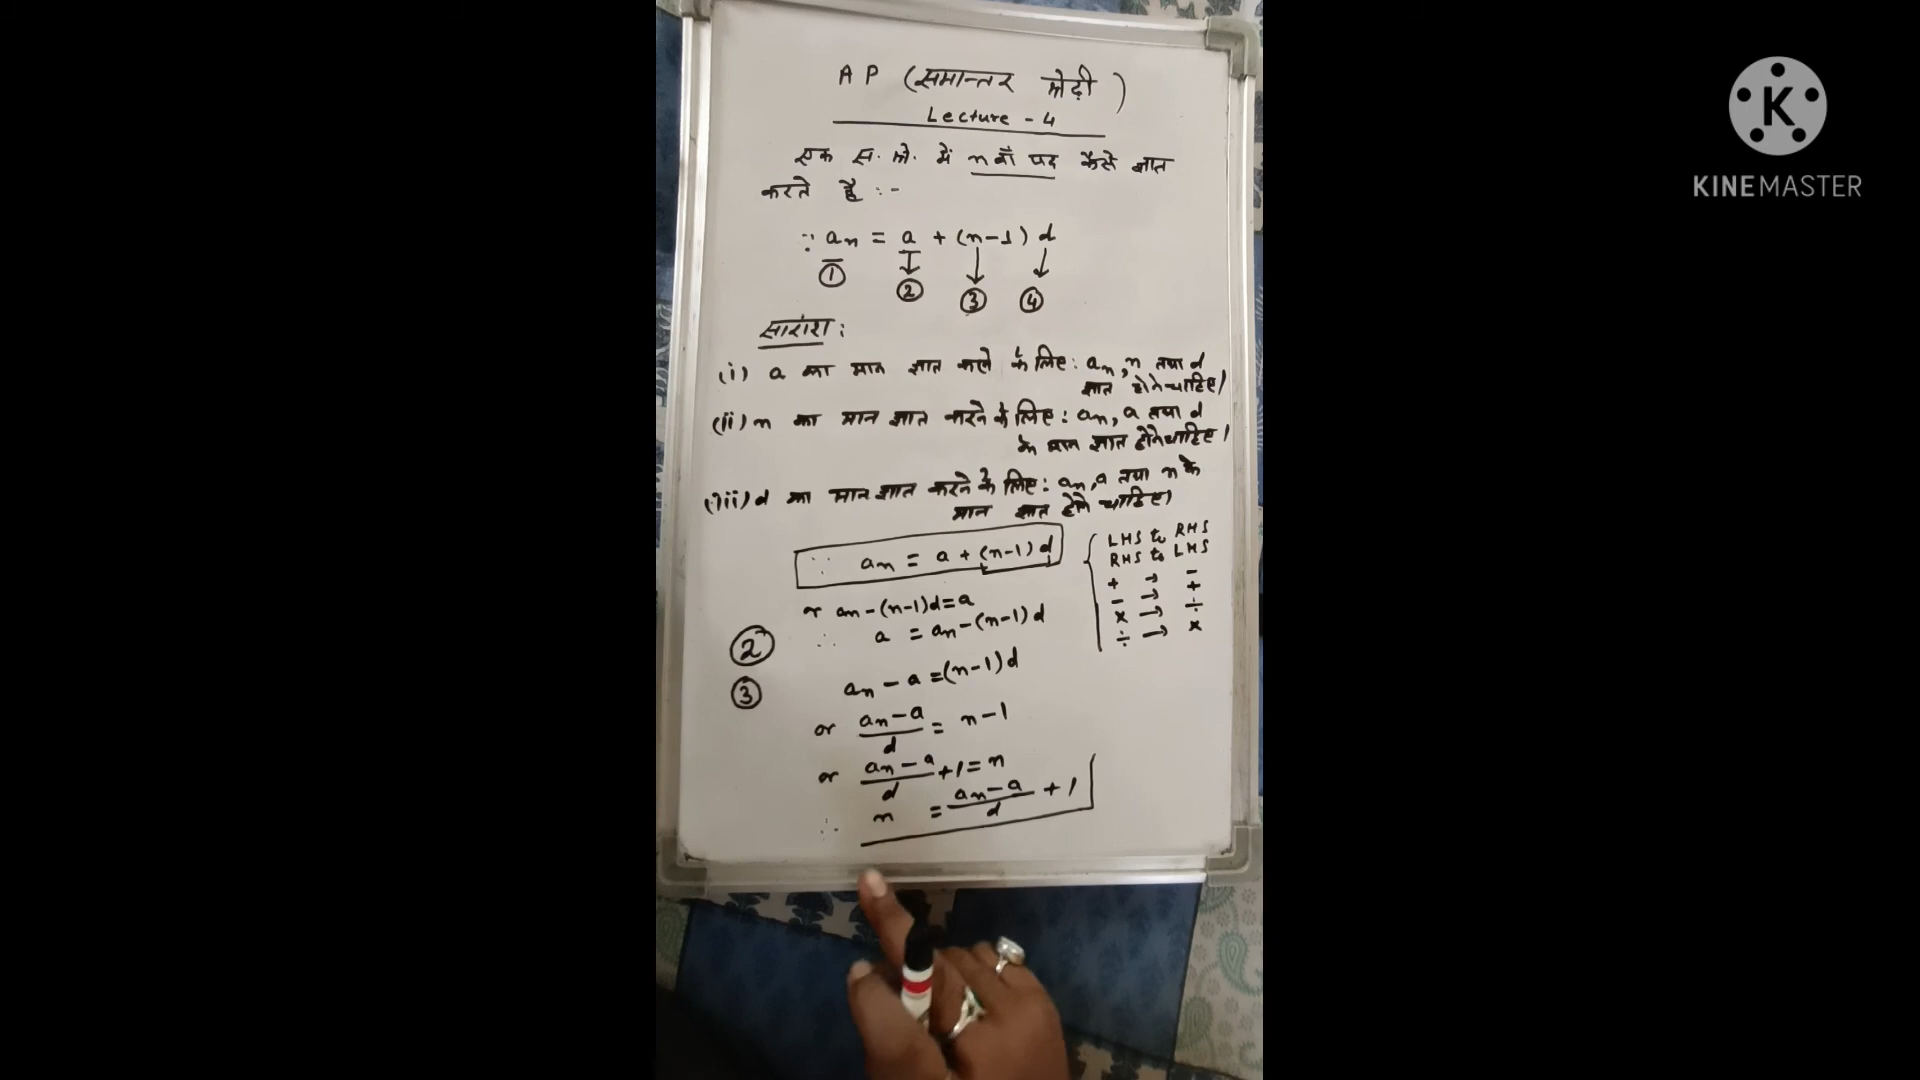 AP (समान्तर श्रेढ़ी)
Lecture - 4
एक स. श्रे. में n वाँ पद कैसे ज्ञात
करते हैं :-
∵ an = a + (n-1) d
① ② ③ ④
सारांश :
(i) a का मान ज्ञात करने के लिए : an, n तथा d
ज्ञात होने चाहिए।
(ii) n का मान ज्ञात करने के लिए : an, a तथा d
के मान ज्ञात होने चाहिए।
(iii) d का मान ज्ञात करने के लिए : an, a तथा n के
मान ज्ञात होने चाहिए।
∵ an = a + (n-1) d
or an - (n-1)d = a
② ∴ a = an - (n-1) d
③ an - a = (n-1) d
or (an - a)/d = n - 1
or (an - a)/d + 1 = n
∴ n = (an - a)/d + 1
LHS to RHS
RHS to LHS
+ → -
- → +
× → ÷
÷ → ×
K
KINEMASTER